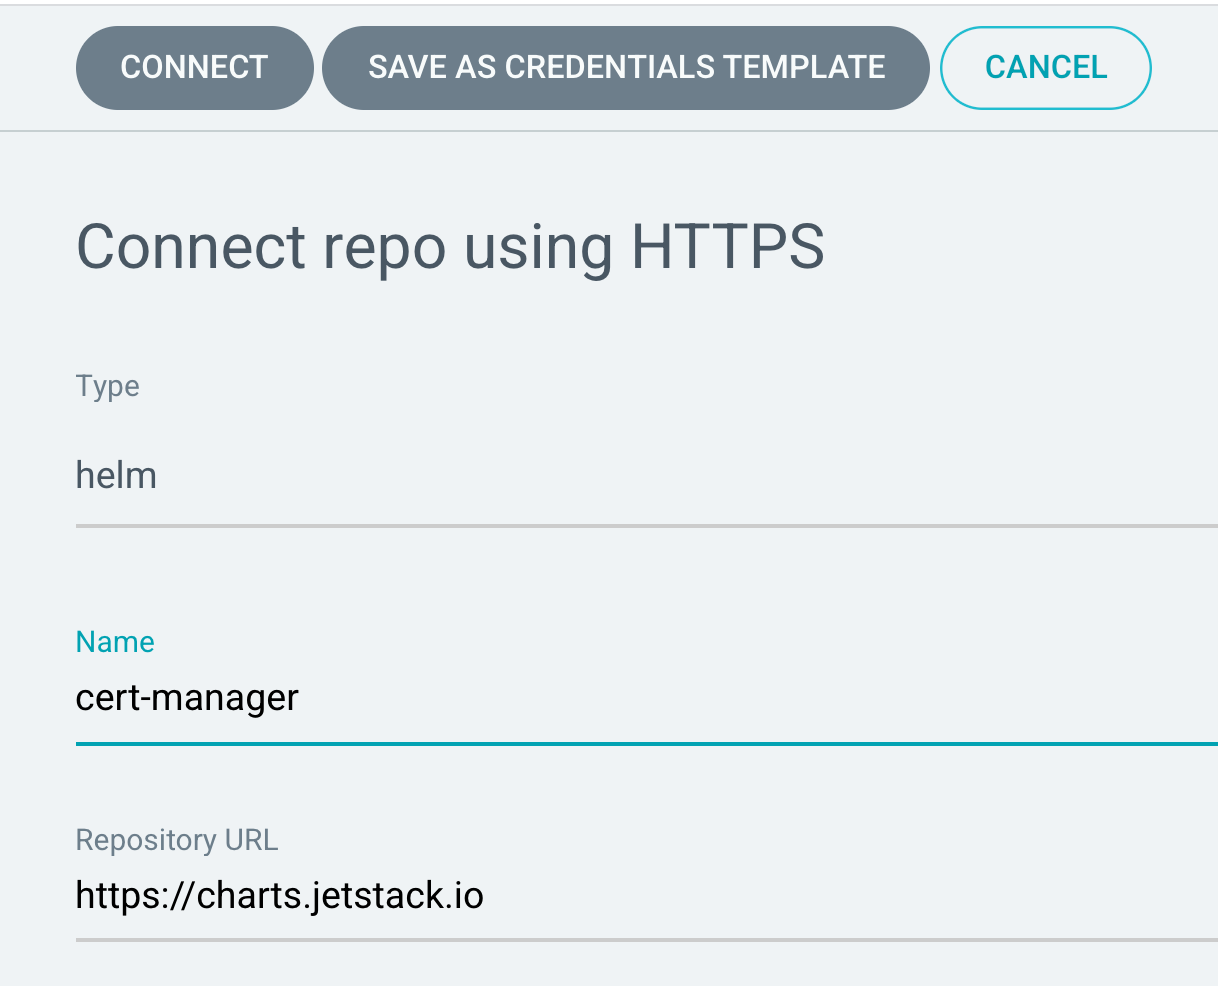 CONNECT SAVE AS CREDENTIALS TEMPLATE CANCEL
Connect repo using HTTPS
Type
helm
Name
cert-manager
Repository URL
https://charts.jetstack.io